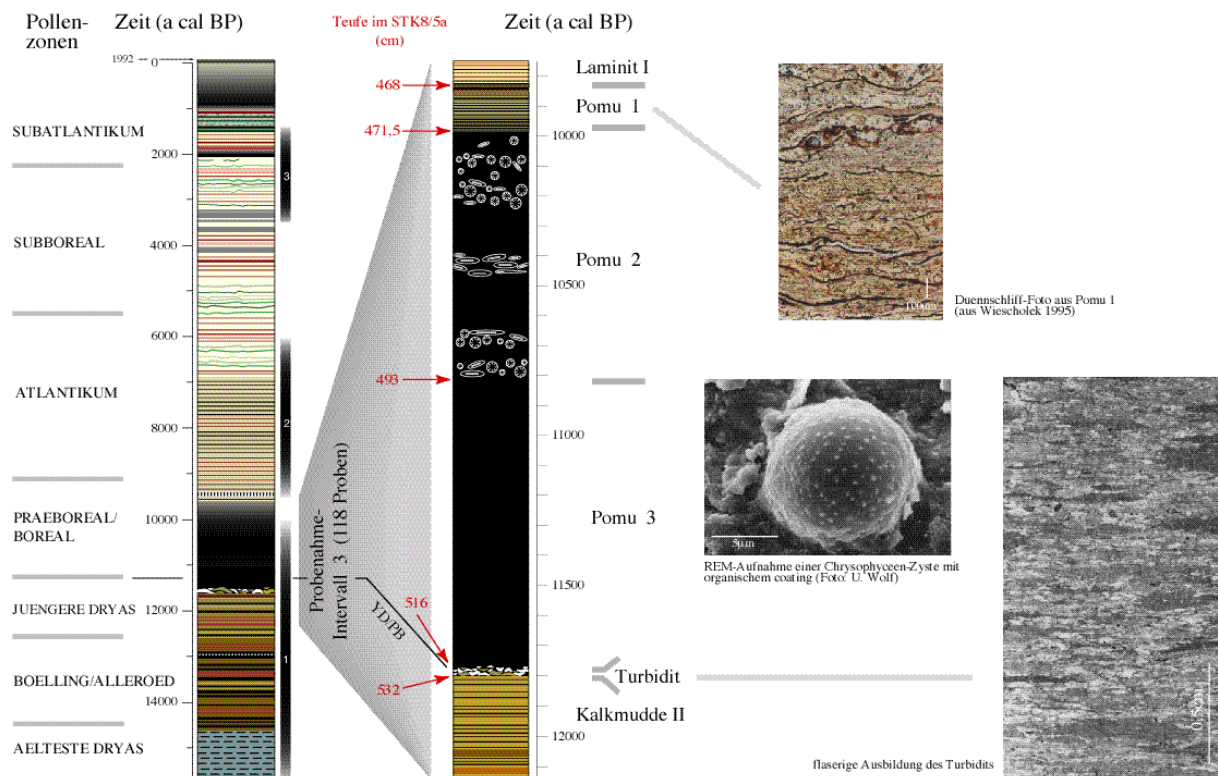 Pollen-
zonen
Zeit (a cal BP)
Teufe im STK8/5a
(cm)
Zeit (a cal BP)
1992
0
2000
4000
6000
8000
10000
12000
14000
SUBATLANTIKUM
SUBBOREAL
ATLANTIKUM
PRAEBOREAL/
BOREAL
JUENGERE DRYAS
BOELLING/ALLEROED
AELTESTE DRYAS
3
2
1
Probenahme-
Intervall 3 (118 Proben)
YD/PB
468
471,5
493
516
532
10000
10500
11000
11500
12000
Laminit I
Pomu 1
Pomu 2
Pomu 3
Turbidit
Kalkmudde II
Duennschliff-Foto aus Pomu 1
(aus Wiescholek 1995)
5µm
REM-Aufnahme einer Chrysophyceen-Zyste mit
organischem coating (Foto: U. Wolf)
flaserige Ausbildung des Turbidits